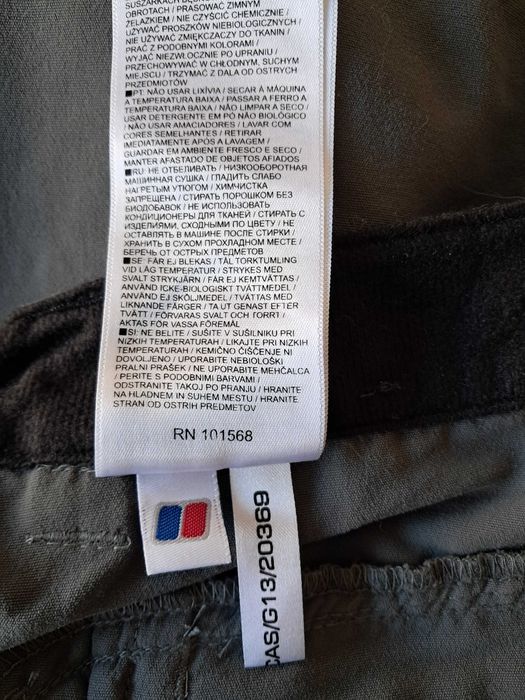 SUSZARKACH BĘBN
OBROTACH / PRASOWAĆ ZIMNYM
ŻELAZKIEM / NIE CZYŚCIĆ CHEMICZNIE /
UŻYWAĆ PROSZKÓW NIEBIOLOGICZNYCH /
NIE UŻYWAĆ ZMIĘKCZACZY DO TKANIN /
PRAĆ Z PODOBNYMI KOLORAMI /
WYJĄĆ NIEZWŁOCZNIE PO UPRANIU /
PRZECHOWYWAĆ W CHŁODNYM, SUCHYM
MIEJSCU / TRZYMAĆ Z DALA OD OSTRYCH
PRZEDMIOTÓW
■PT: NÃO USAR LIXÍVIA / SECAR À MÁQUINA
A TEMPERATURA BAIXA / PASSAR A FERRO A
TEMPERATURA BAIXA / NÃO LIMPAR A SECO /
USAR DETERGENTE EM PÓ NÃO BIOLÓGICO
/ NÃO USAR AMACIADORES / LAVAR COM
CORES SEMELHANTES / RETIRAR
IMEDIATAMENTE APÓS A LAVAGEM /
GUARDAR EM AMBIENTE FRESCO E SECO /
MANTER AFASTADO DE OBJETOS AFIADOS
■RU: НЕ ОТБЕЛИВАТЬ / НИЗКООБОРОТНАЯ
МАШИННАЯ СУШКА / ГЛАДИТЬ СЛАБО
НАГРЕТЫМ УТЮГОМ / ХИМЧИСТКА
ЗАПРЕЩЕНА / СТИРАТЬ ПОРОШКОМ БЕЗ
БИОДОБАВОК / НЕ ИСПОЛЬЗОВАТЬ
КОНДИЦИОНЕРЫ ДЛЯ ТКАНЕЙ / СТИРАТЬ С
ИЗДЕЛИЯМИ, СХОДНЫМИ ПО ЦВЕТУ / НЕ
ОСТАВЛЯТЬ В МАШИНЕ ПОСЛЕ СТИРКИ /
ХРАНИТЬ В СУХОМ ПРОХЛАДНОМ МЕСТЕ /
БЕРЕЧЬ ОТ ОСТРЫХ ПРЕДМЕТОВ
■SE: FÅR EJ BLEKAS / TÅL TORKTUMLING
VID LÅG TEMPERATUR / STRYKES MED
SVALT STRYKJÄRN / FÅR EJ KEMTVÄTTAS /
ANVÄND ICKE-BIOLOGISKT TVÄTTMEDEL /
ANVÄND EJ SKÖLJMEDEL / TVÄTTAS MED
LIKNANDE FÄRGER / TA UT GENAST EFTER
TVÄTT / FÖRVARAS SVALT OCH TORRT /
AKTAS FÖR VASSA FÖREMÅL
■SI: NE BELITE / SUŠITE V SUŠILNIKU PRI
NIZKIH TEMPERATURAH / LIKAJTE PRI NIZKIH
TEMPERATURAH / KEMIČNO ČIŠČENJE NI
DOVOLJENO / UPORABITE NEBIOLOŠKI
PRALNI PRAŠEK / NE UPORABITE MEHČALCA
/ PERITE S PODOBNIMI BARVAMI /
ODSTRANITE TAKOJ PO PRANJU / HRANITE
NA HLADNEM IN SUHEM MESTU / HRANITE
STRAN OD OSTRIH PREDMETOV
RN 101568
CAS/G13/20369